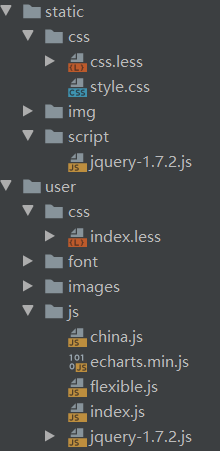 static
css
css.less
style.css
img
script
jquery-1.7.2.js
user
css
index.less
font
images
js
china.js
echarts.min.js
flexible.js
index.js
jquery-1.7.2.js